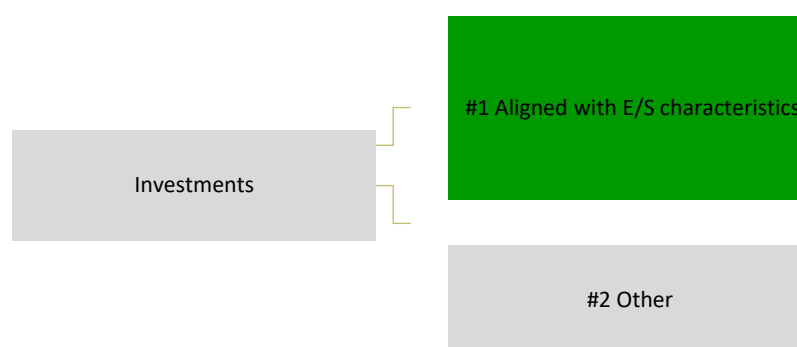 #1 Aligned with E/S characteristics
Investments
#2 Other